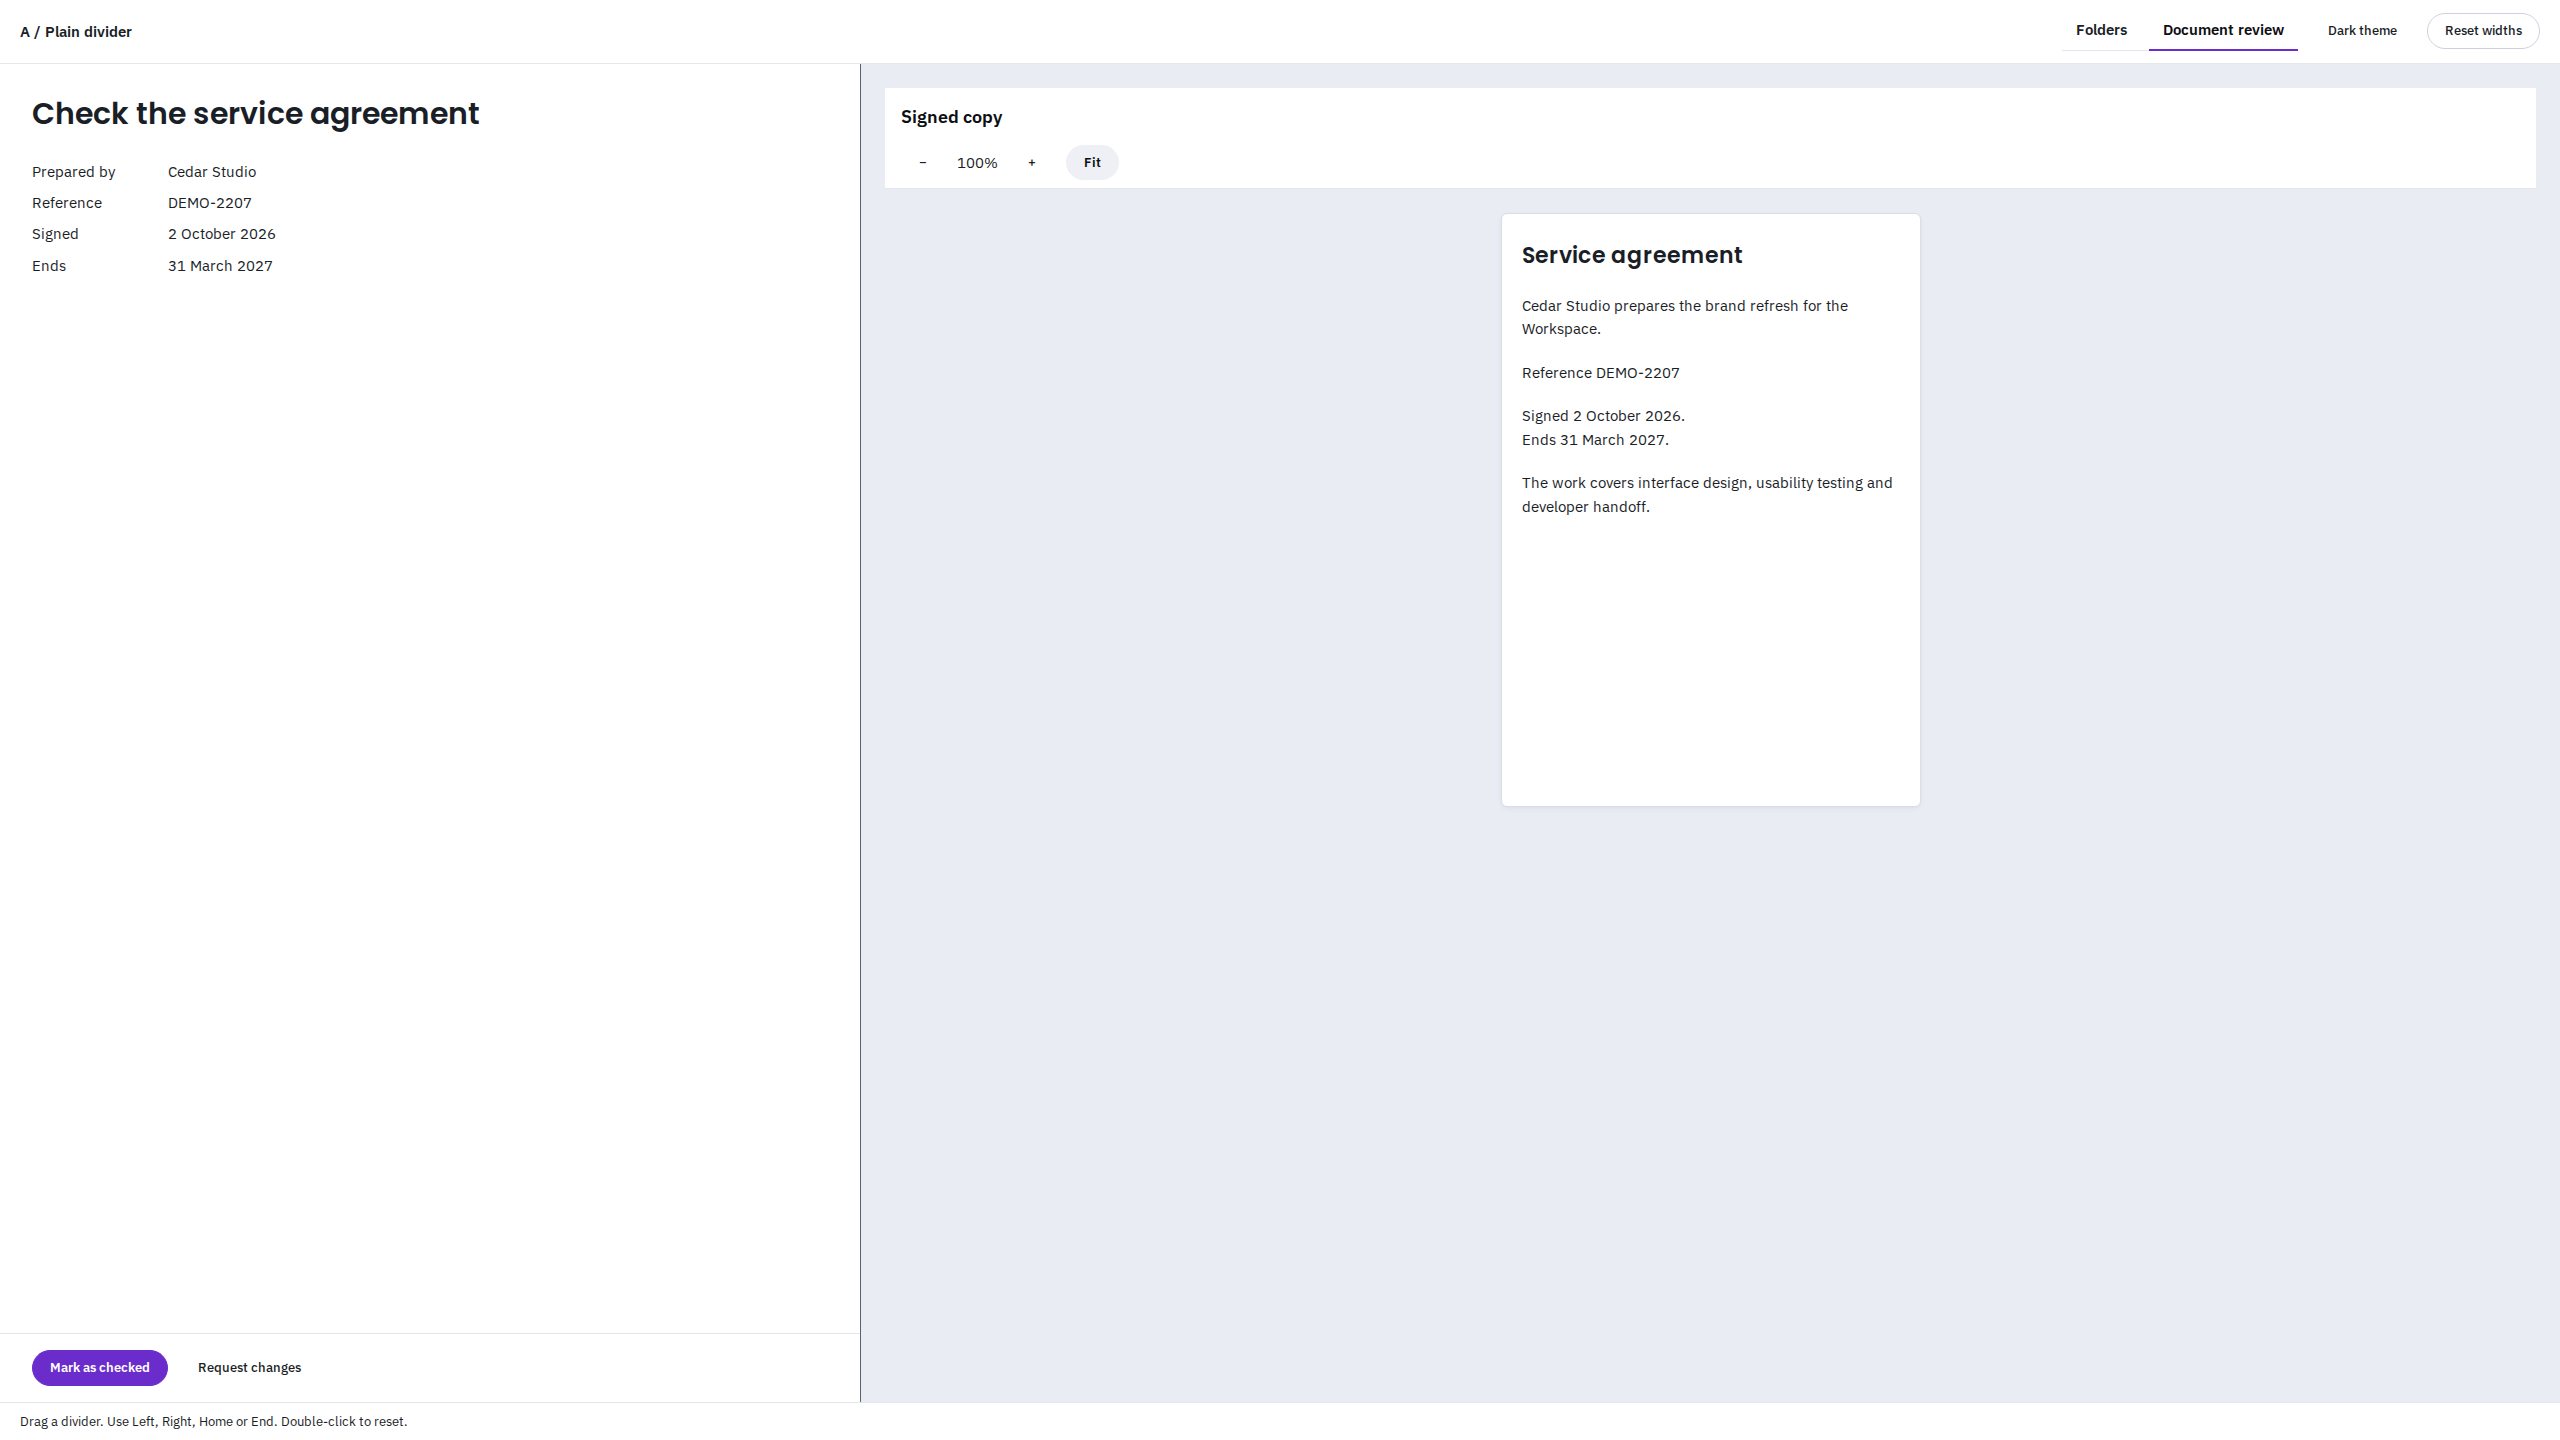 A / Plain divider
Folders
Document review
Dark theme
Reset widths
Check the service agreement
Prepared by Cedar Studio
Reference DEMO-2207
Signed 2 October 2026
Ends 31 March 2027
Mark as checked
Request changes
Signed copy
− 100% + Fit
Service agreement
Cedar Studio prepares the brand refresh for the
Workspace.
Reference DEMO-2207
Signed 2 October 2026.
Ends 31 March 2027.
The work covers interface design, usability testing and
developer handoff.
Drag a divider. Use Left, Right, Home or End. Double-click to reset.